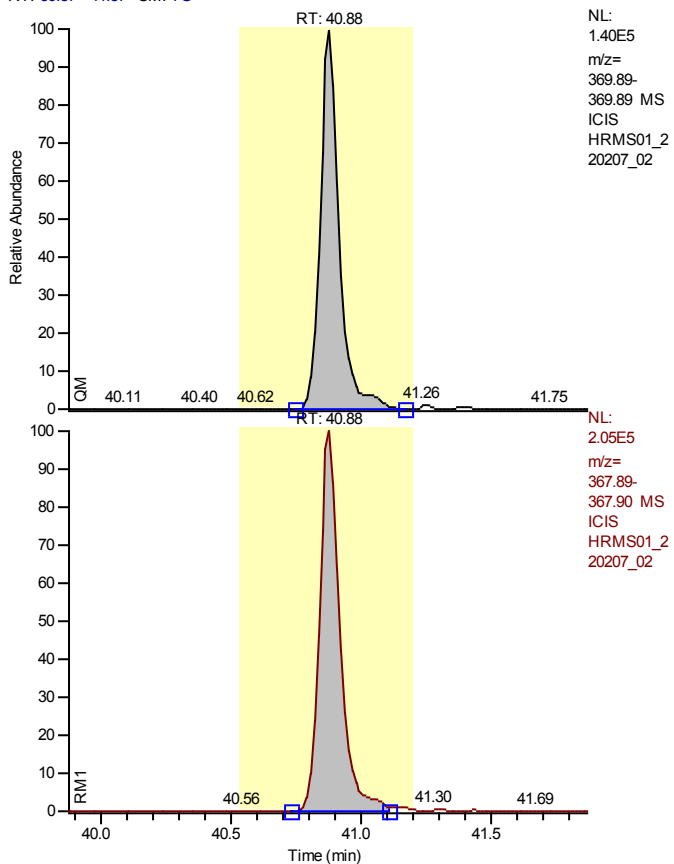 RT: 40.88
NL:
1.40E5
m/z=
369.89-
369.89 MS
ICIS
HRMS01_2
20207_02
100
90
80
70
60
50
40
30
20
10
0
Relative Abundance
QM
40.11 40.40 40.62 41.26 41.75
RT: 40.88
NL:
2.05E5
m/z=
367.89-
367.90 MS
ICIS
HRMS01_2
20207_02
100
90
80
70
60
50
40
30
20
10
0
RM1
40.56 41.30 41.69
40.0 40.5 41.0 41.5
Time (min)